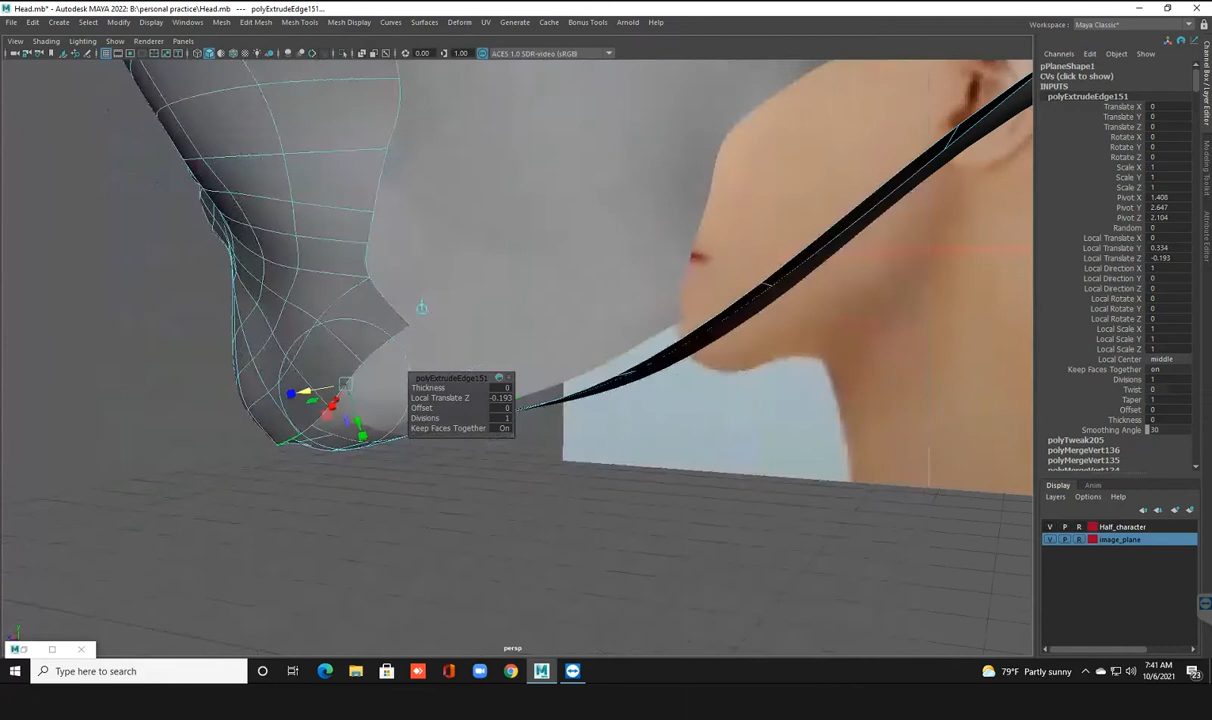 Head.mb* - Autodesk MAYA 2022: B:\personal practice\Head.mb* --- polyExtrudeEdge151...
File Edit Create Select Modify Display Windows Mesh Edit Mesh Mesh Tools Mesh Display Curves Surfaces Deform UV Generate Cache Bonus Tools Arnold Help
Workspace : Maya Classic*
View Shading Lighting Show Renderer Panels
0.00 1.00 ACES 1.0 SDR-video (sRGB)
Channels Edit Object Show
pPlaneShape1
CVs (click to show)
INPUTS
polyExtrudeEdge151
Translate X 0
Translate Y 0
Translate Z 0
Rotate X 0
Rotate Y 0
Rotate Z 0
Scale X 1
Scale Y 1
Scale Z 1
Pivot X 1.408
Pivot Y 2.647
Pivot Z 2.104
Random 0
Local Translate X 0
Local Translate Y 0.334
Local Translate Z -0.193
Local Direction X 1
Local Direction Y 0
Local Direction Z 0
Local Rotate X 0
Local Rotate Y 0
Local Rotate Z 0
Local Scale X 1
Local Scale Y 1
Local Scale Z 1
Local Center middle
Keep Faces Together on
Divisions 1
Twist 0
Taper 1
Offset 0
Thickness 0
Smoothing Angle 30
polyTweak205
polyMergeVert136
polyMergeVert135
Channel Box / Layer Editor
Modeling Toolkit
Attribute Editor
polyExtrudeEdge151
Thickness 0
Local Translate Z -0.193
Offset 0
Divisions 1
Keep Faces Together On
Display Anim
Layers Options Help
V P R Half_character
V P R image_plane
persp
Type here to search
79°F Partly sunny
7:41 AM
10/6/2021
23